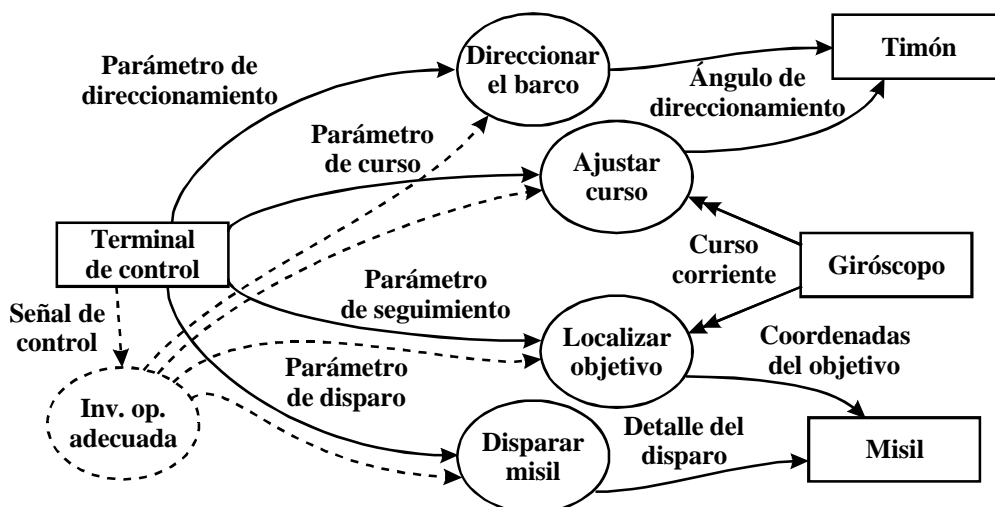 Parámetro de
direccionamiento
Direccionar
el barco
Timón
Ángulo de
direccionamiento
Parámetro
de curso
Ajustar
curso
Terminal
de control
Curso
corriente
Giróscopo
Señal de
control
Parámetro
de seguimiento
Localizar
objetivo
Coordenadas
del objetivo
Parámetro
de disparo
Inv. op.
adecuada
Disparar
misil
Detalle del
disparo
Misil